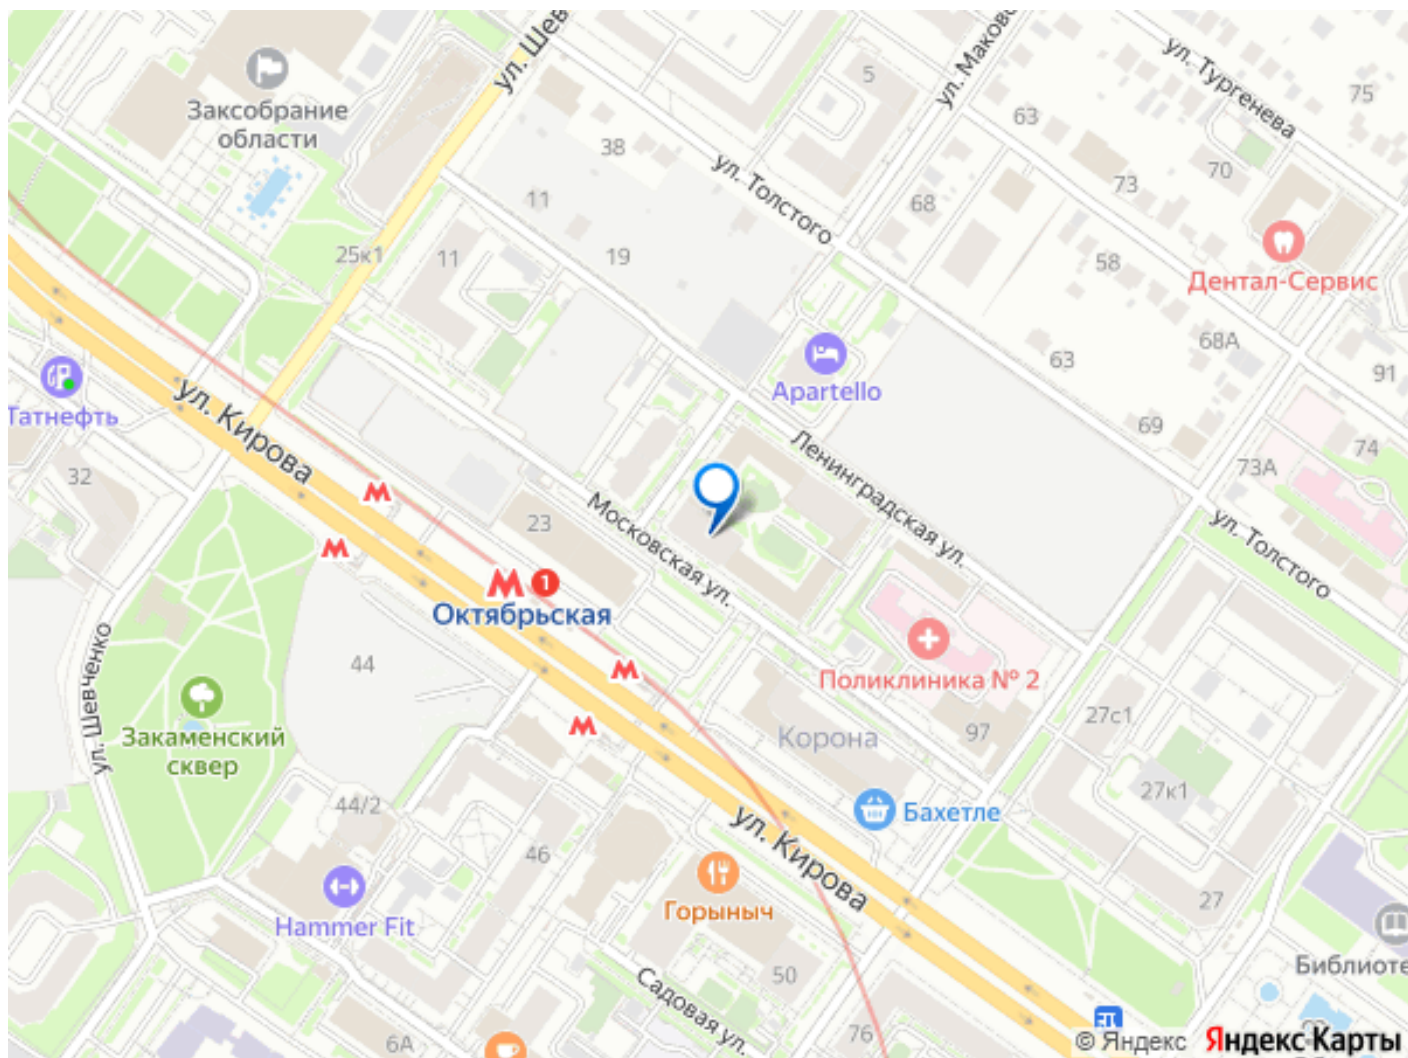 ул. Шев
ул. Маковс
ул. Тургенева
5
75
Заксобрание
области
63
38
ул. Толстого
70
73
11
68
25к1
11
19
58
Дентал-Сервис
68А
63
Татнефть
Apartello
91
ул. Кирова
69
74
32
Ленинградская ул.
73А
23
Московская ул.
ул. Толстого
1
Октябрьская
ул. Шевченко
44
Поликлиника № 2
27с1
Закаменский
сквер
Корона
97
44/2
27к1
Бахетле
ул. Кирова
46
27
Горыныч
Hammer Fit
50
Библиоте
Садовая ул.
76
6А
© Яндекс Яндекс Карты